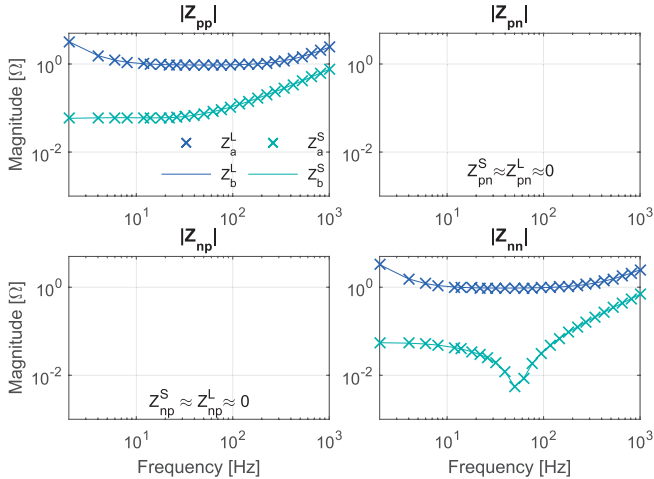 |Z_pp|
|Z_pn|
Magnitude [Ω]
10^0
10^-2
Z_a^L
Z_a^S
Z_b^L
Z_b^S
10^1
10^2
10^3
10^0
10^-2
Z_pn^S≈Z_pn^L≈0
10^1
10^2
10^3
|Z_np|
|Z_nn|
Magnitude [Ω]
10^0
10^-2
Z_np^S ≈ Z_np^L ≈ 0
10^1
10^2
10^3
Frequency [Hz]
10^0
10^-2
10^1
10^2
10^3
Frequency [Hz]